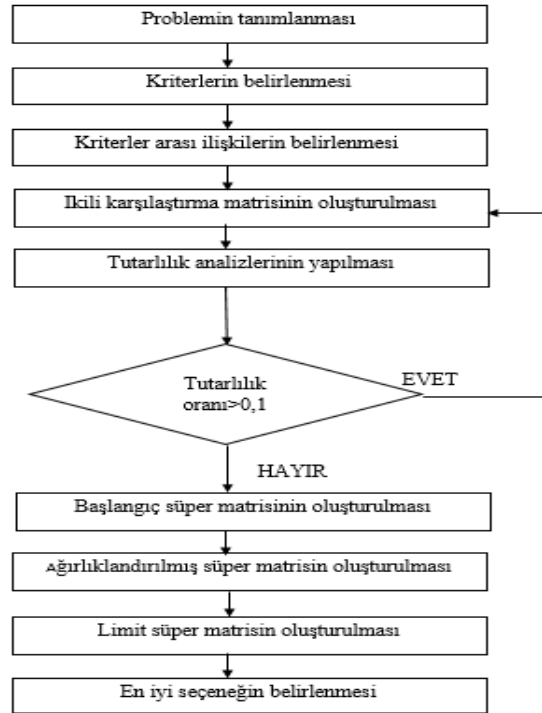 Problemin tanımlanması
Kriterlerin belirlenmesi
Kriterler arası ilişkilerin belirlenmesi
Ikili karşılaştırma matrisinin oluşturulması
Tutarlılık analizlerinin yapılması
Tutarlılık
oranı>0,1
EVET
HAYIR
Başlangıç süper matrisinin oluşturulması
Ağırlıklandırılmış süper matrisin oluşturulması
Limit süper matrisin oluşturulması
En iyi seçeneğin belirlenmesi